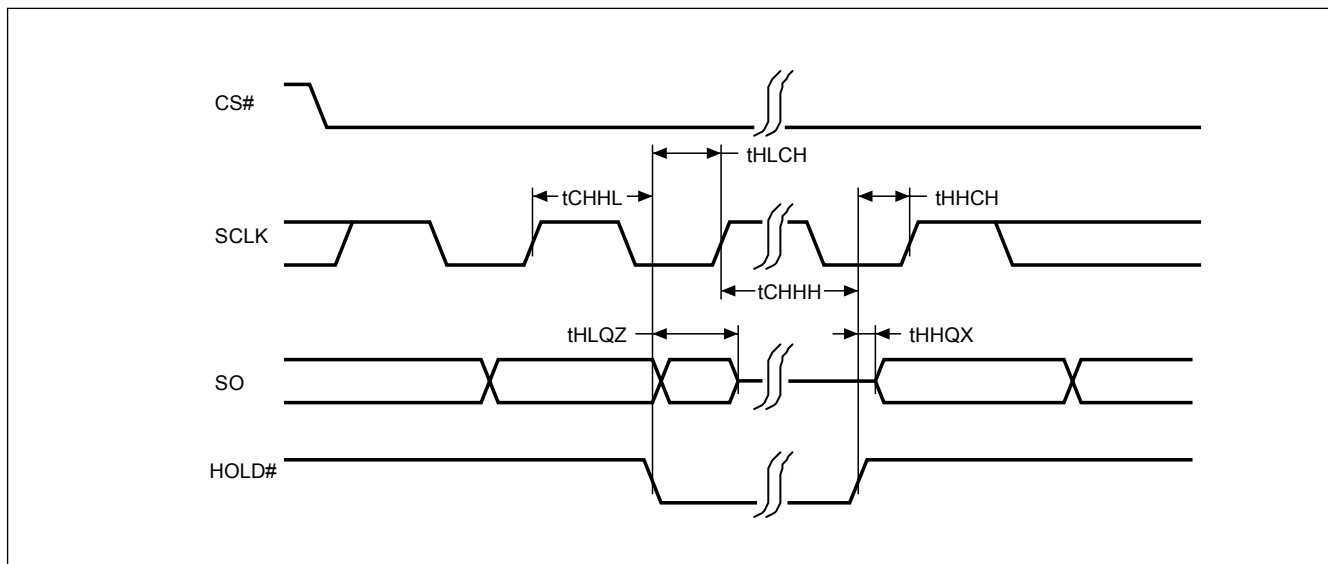 CS#
tHLCH
tCHHL
tHHCH
SCLK
tCHHH
tHLQZ
tHHQX
SO
HOLD#